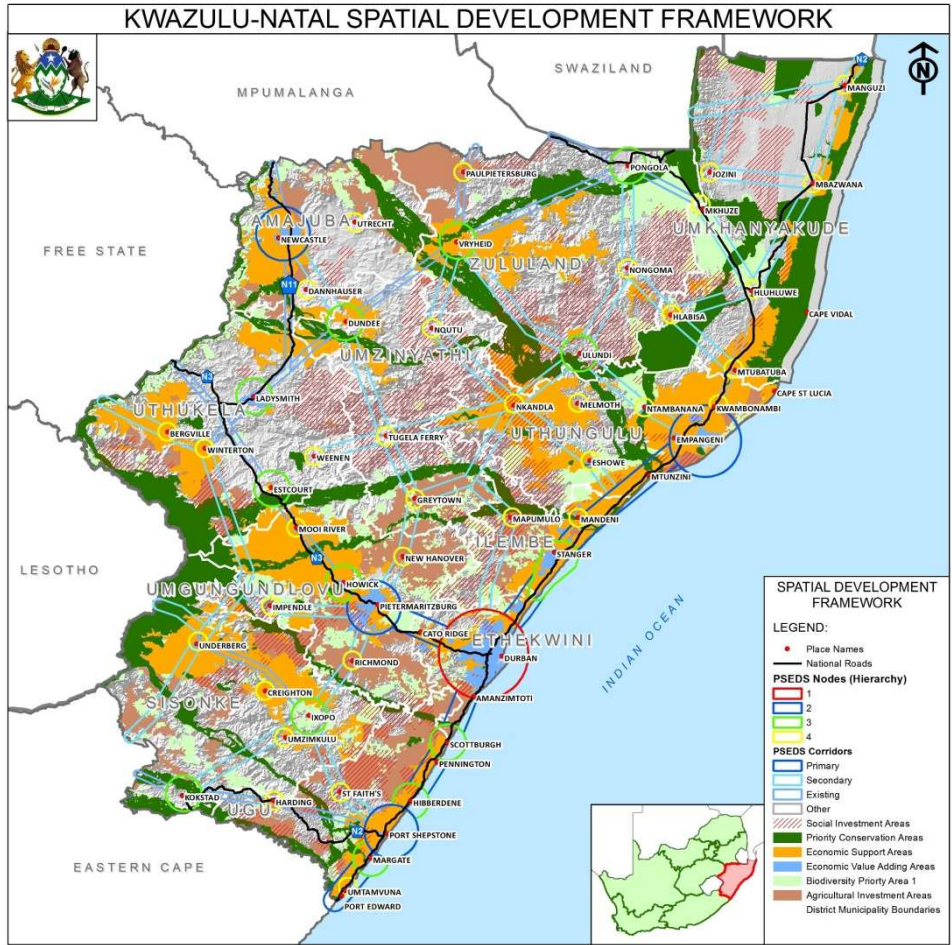 KWAZULU-NATAL SPATIAL DEVELOPMENT FRAMEWORK
SWAZILAND
N2
N
MANGUZI
MPUMALANGA
PONGOLA
PAULPIETERSBURG
JOZINI
MBAZWANA
MKHUZE
AMAJUBA
UTRECHT
UMKHANYAKUDE
NEWCASTLE
VRYHEID
FREE STATE
ZULULAND
NONGOMA
N11
DANNHAUSER
HLUHLUWE
HLABISA
CAPE VIDAL
DUNDEE
NQUTU
UMZINYATHI
ULUNDI
N3
MTUBATUBA
LADYSMITH
CAPE ST LUCIA
UTHUKELA
NKANDLA
MELMOTH
NTAMBANANA
KWAMBONAMBI
BERGVILLE
TUGELA FERRY
UTHUNGULU
EMPANGENI
WINTERTON
WEENEN
ESHOWE
MTUNZINI
ESTCOURT
GREYTOWN
MAPUMULO
MANDENI
MOOI RIVER
ILEMBE
STANGER
NEW HANOVER
N3
LESOTHO
UMGUNGUNDLOVU
HOWICK
IMPENDLE
PIETERMARITZBURG
CATO RIDGE
ETHEKWINI
UNDERBERG
DURBAN
RICHMOND
INDIAN OCEAN
CREIGHTON
AMANZIMTOTI
SISONKE
IXOPO
UMZIMKULU
SCOTTBURGH
PENNINGTON
KOKSTAD
HARDING
ST FAITH'S
HIBBERDENE
UGU
N2
PORT SHEPSTONE
EASTERN CAPE
MARGATE
UMTAMVUNA
PORT EDWARD
SPATIAL DEVELOPMENT
FRAMEWORK
LEGEND:
Place Names
National Roads
PSEDS Nodes (Hierarchy)
1
2
3
4
PSEDS Corridors
Primary
Secondary
Existing
Other
Social Investment Areas
Priority Conservation Areas
Economic Support Areas
Economic Value Adding Areas
Biodiversity Priorty Area 1
Agricultural Investment Areas
District Municipality Boundaries